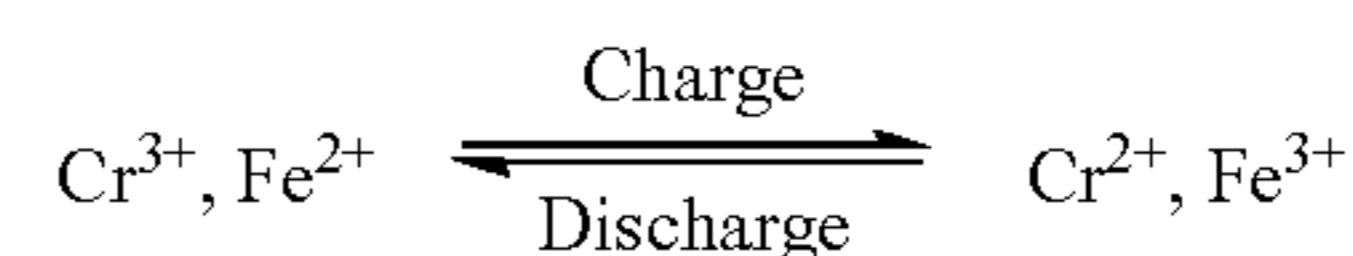 Charge
Cr³⁺, Fe²⁺ ⇌ Cr²⁺, Fe³⁺
Discharge